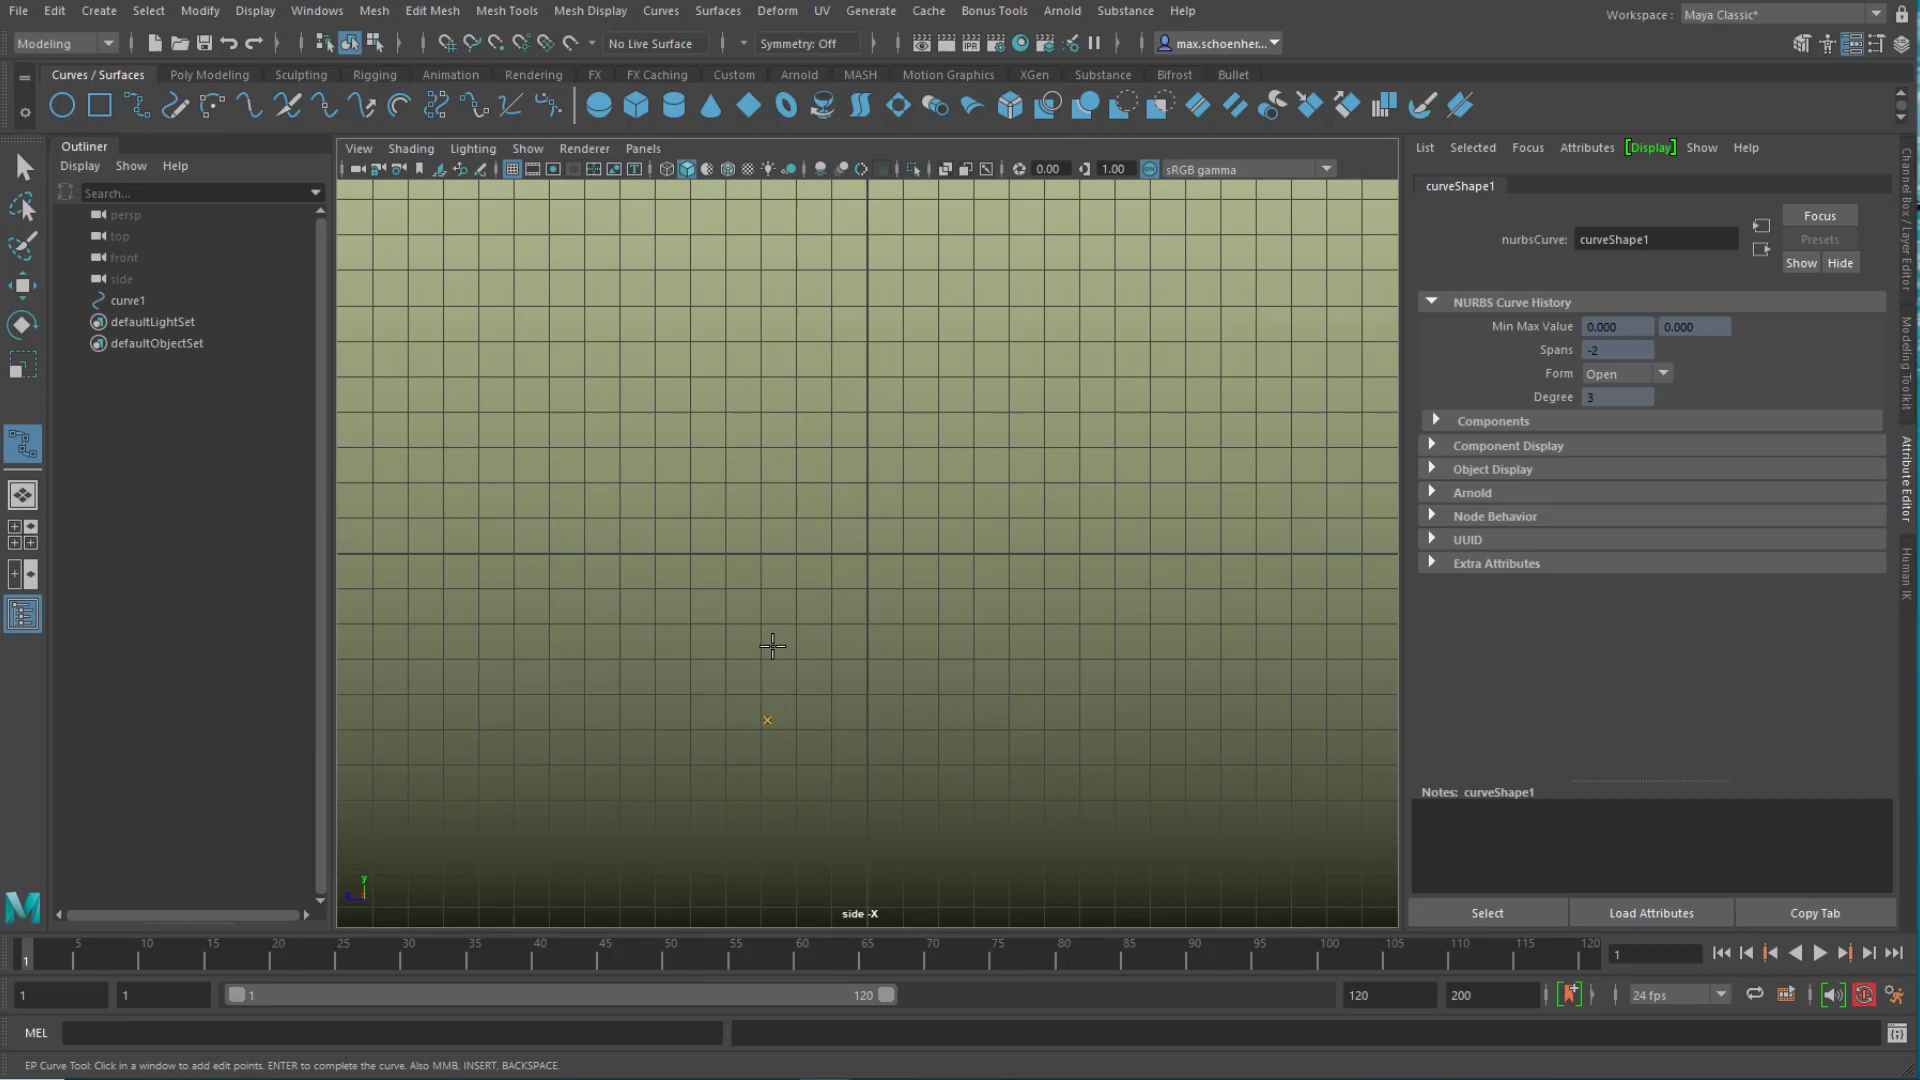 File Edit Create Select Modify Display Windows Mesh Edit Mesh Mesh Tools Mesh Display Curves Surfaces Deform UV Generate Cache Bonus Tools Arnold Substance Help
Workspace : Maya Classic*
Modeling No Live Surface Symmetry: Off IPR max.schoenher...
Curves / Surfaces Poly Modeling Sculpting Rigging Animation Rendering FX FX Caching Custom Arnold MASH Motion Graphics XGen Substance Bifrost Bullet
Outliner
Display Show Help
Search...
persp
top
front
side
curve1
defaultLightSet
defaultObjectSet
View Shading Lighting Show Renderer Panels
0.00 1.00 sRGB gamma
y
side -X
List Selected Focus Attributes [Display] Show Help
curveShape1
nurbsCurve: curveShape1
Focus
Presets
Show Hide
NURBS Curve History
Min Max Value 0.000 0.000
Spans -2
Form Open
Degree 3
Components
Component Display
Object Display
Arnold
Node Behavior
UUID
Extra Attributes
Notes: curveShape1
Select Load Attributes Copy Tab
Channel Box / Layer Editor
Modeling Toolkit
Attribute Editor
Human IK
5 10 15 20 25 30 35 40 45 50 55 60 65 70 75 80 85 90 95 100 105 110 115 120
1 1
1 1 1 120 120 200 24 fps
MEL
EP Curve Tool: Click in a window to add edit points. ENTER to complete the curve. Also MMB, INSERT, BACKSPACE.